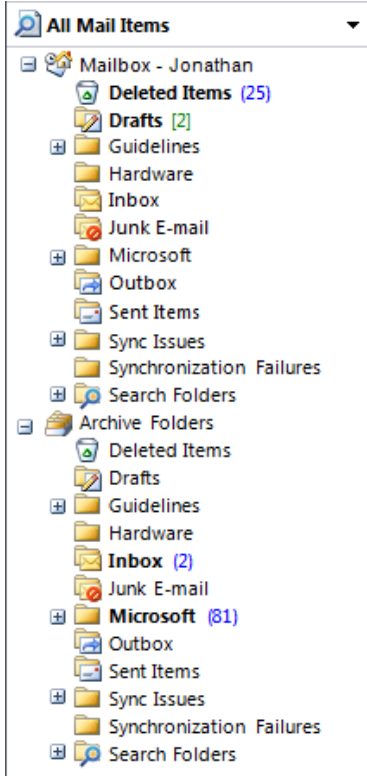 All Mail Items
Mailbox - Jonathan
Deleted Items (25)
Drafts [2]
Guidelines
Hardware
Inbox
Junk E-mail
Microsoft
Outbox
Sent Items
Sync Issues
Synchronization Failures
Search Folders
Archive Folders
Deleted Items
Drafts
Guidelines
Hardware
Inbox (2)
Junk E-mail
Microsoft (81)
Outbox
Sent Items
Sync Issues
Synchronization Failures
Search Folders